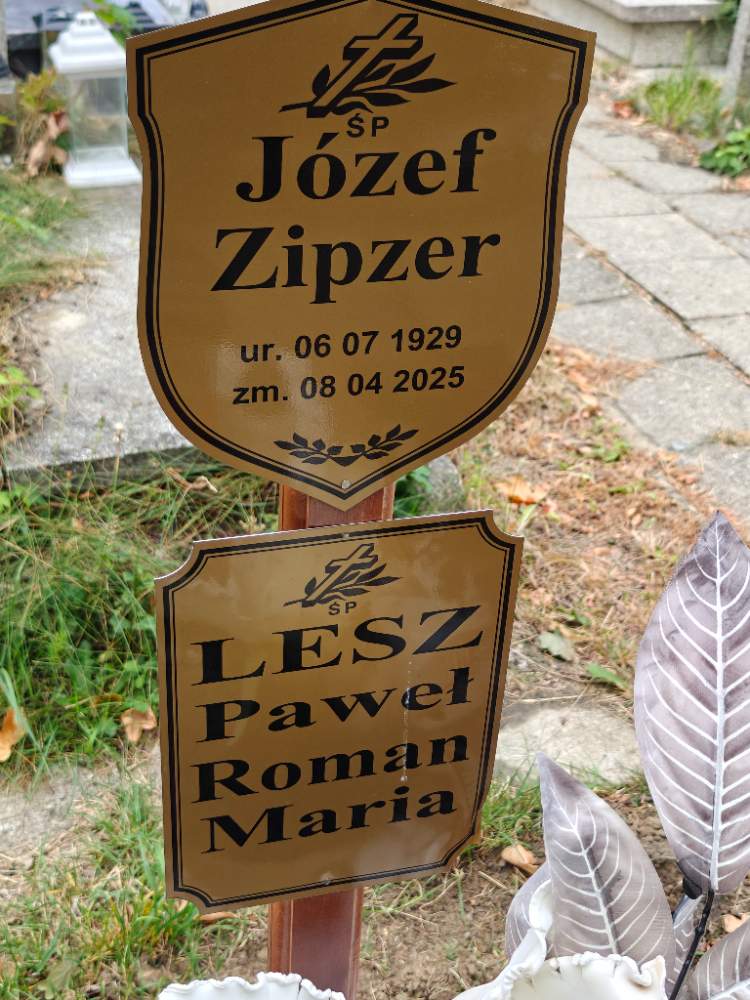 ŚP
Józef
Zipzer
ur. 06 07 1929
zm. 08 04 2025
ŚP
LESZ
Paweł
Roman
Maria